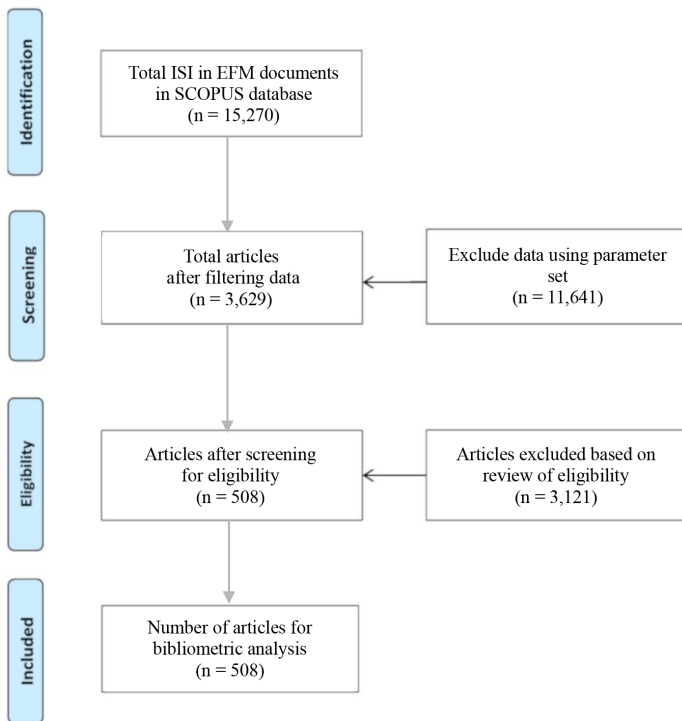 Identification
Total ISI in EFM documents
in SCOPUS database
(n = 15,270)
Screening
Total articles
after filtering data
(n = 3,629)
Exclude data using parameter
set
(n = 11,641)
Eligibility
Articles after screening
for eligibility
(n = 508)
Articles excluded based on
review of eligibility
(n = 3,121)
Included
Number of articles for
bibliometric analysis
(n = 508)